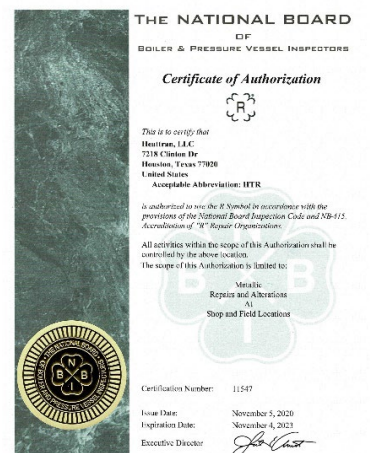 THE NATIONAL BOARD
OF
BOILER & PRESSURE VESSEL INSPECTORS
Certificate of Authorization
R
This is to certify that
Heattran, LLC
7218 Clinton Dr
Houston, Texas 77020
United States
Acceptable Abbreviation: HTR
is authorized to use the R Symbol in accordance with the
provisions of the National Board Inspection Code and NB-415,
Accreditation of "R" Repair Organizations.
All activities within the scope of this Authorization shall be
controlled by the above location.
The scope of this Authorization is limited to:
Metallic
Repairs and Alterations
At
Shop and Field Locations
N
B B
I
THE NATIONAL BOARD
Certification Number: 11547
Issue Date: November 5, 2020
Expiration Date: November 4, 2023
Executive Director